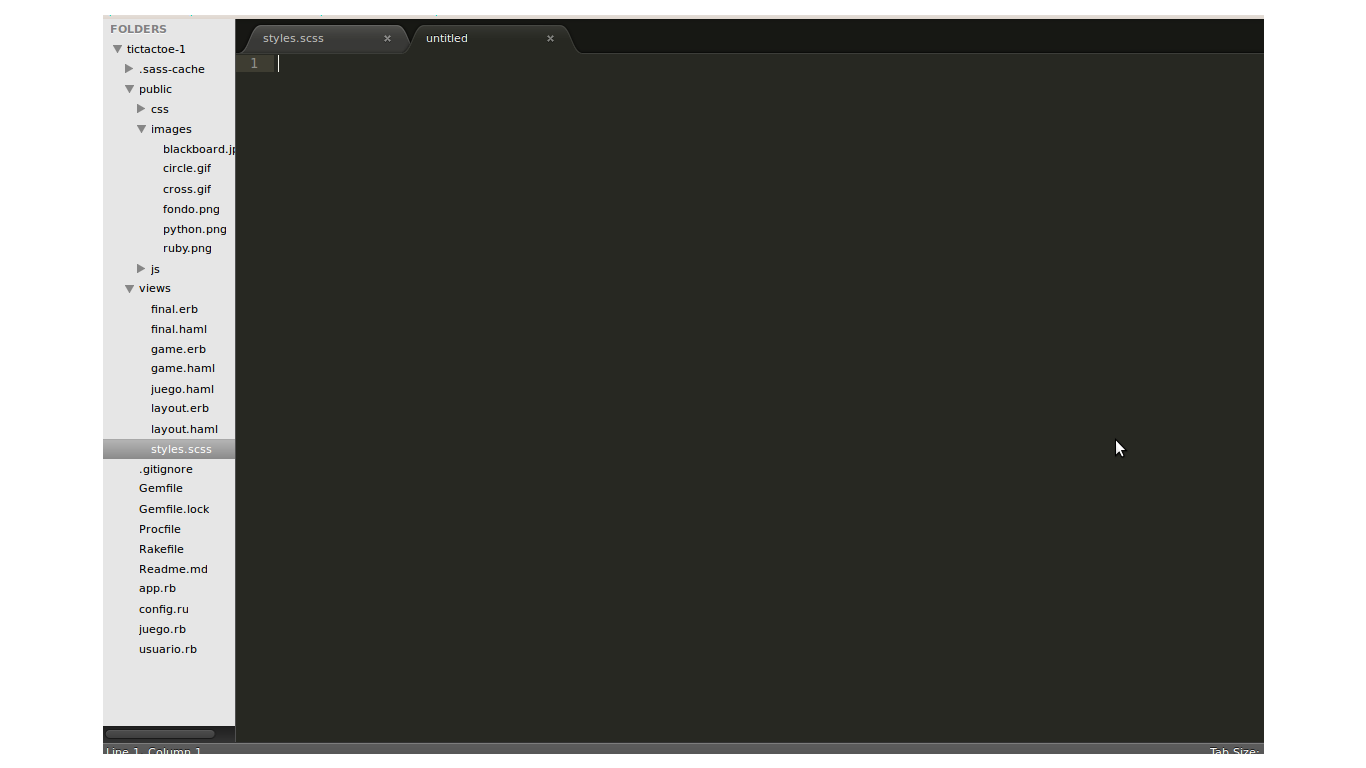 FOLDERS
tictactoe-1
.sass-cache
public
css
images
blackboard.jp
circle.gif
cross.gif
fondo.png
python.png
ruby.png
js
views
final.erb
final.haml
game.erb
game.haml
juego.haml
layout.erb
layout.haml
styles.scss
.gitignore
Gemfile
Gemfile.lock
Procfile
Rakefile
Readme.md
app.rb
config.ru
juego.rb
usuario.rb
styles.scss × untitled ×
1
Line 1, Column 1 Tab Size: